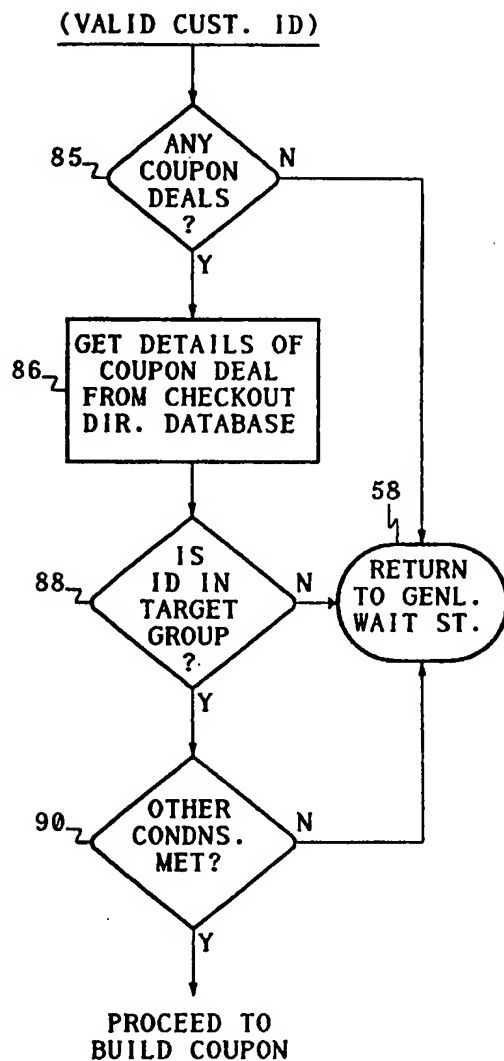 (VALID CUST. ID)
85
ANY
COUPON
DEALS
?
N
Y
86
GET DETAILS OF
COUPON DEAL
FROM CHECKOUT
DIR. DATABASE
58
RETURN
TO GENL.
WAIT ST.
88
IS
ID IN
TARGET
GROUP
?
N
Y
90
OTHER
CONDNS.
MET?
N
Y
PROCEED TO
BUILD COUPON